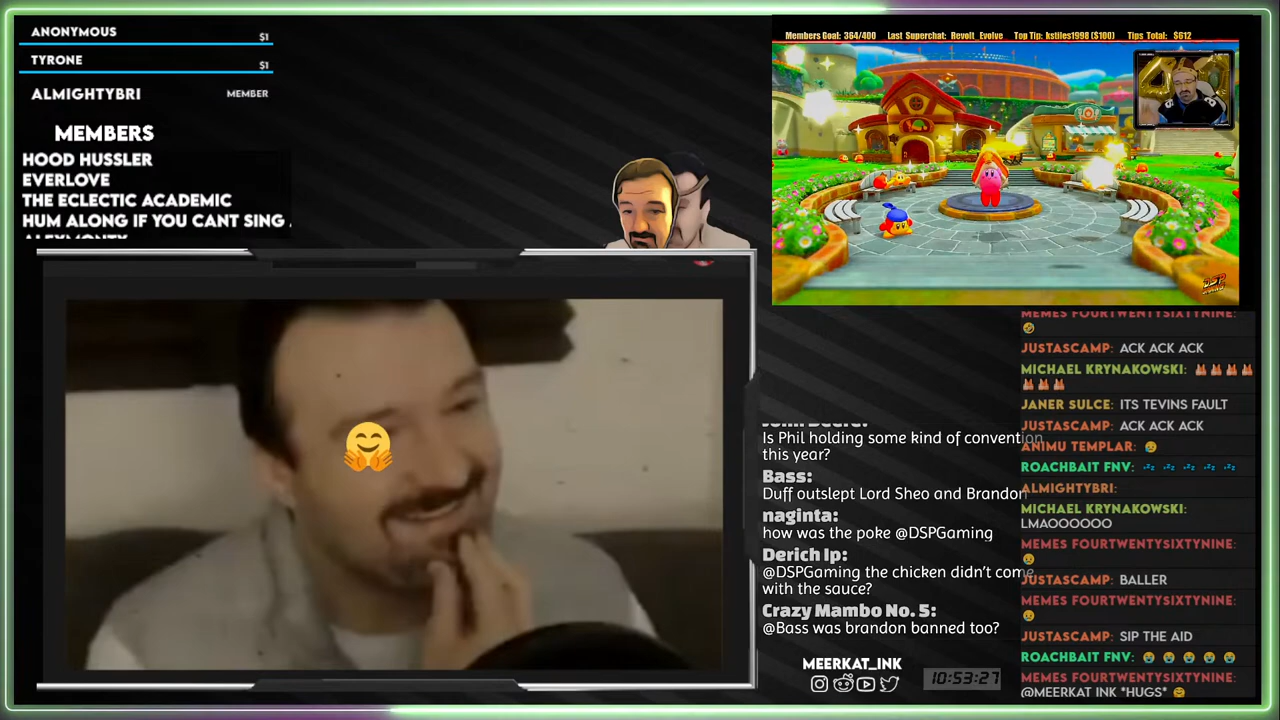 ANONYMOUS $1
TYRONE $1
ALMIGHTYBRI MEMBER
MEMBERS
HOOD HUSSLER
EVERLOVE
THE ECLECTIC ACADEMIC
HUM ALONG IF YOU CANT SING
ALEXMONTY
Members Goal: 364/400 Last Superchat: Revolt_Evolve Top Tip: kstiles1998 ($100) Tips Total: $612
DSP
John Deere:
Is Phil holding some kind of convention
this year?
Bass:
Duff outslept Lord Sheo and Brandon
naginta:
how was the poke @DSPGaming
Derich Ip:
@DSPGaming the chicken didn't come
with the sauce?
Crazy Mambo No. 5:
@Bass was brandon banned too?
MEERKAT_INK
10:53:27
MEMES FOURTWENTYSIXTYNINE:
JUSTASCAMP: ACK ACK ACK
MICHAEL KRYNAKOWSKI:
JANER SULCE: ITS TEVINS FAULT
JUSTASCAMP: ACK ACK ACK
ANIMU TEMPLAR:
ROACHBAIT FNV:
ALMIGHTYBRI:
MICHAEL KRYNAKOWSKI:
LMAOOOOOO
MEMES FOURTWENTYSIXTYNINE:
JUSTASCAMP: BALLER
MEMES FOURTWENTYSIXTYNINE:
JUSTASCAMP: SIP THE AID
ROACHBAIT FNV:
MEMES FOURTWENTYSIXTYNINE:
@MEERKAT INK *HUGS*